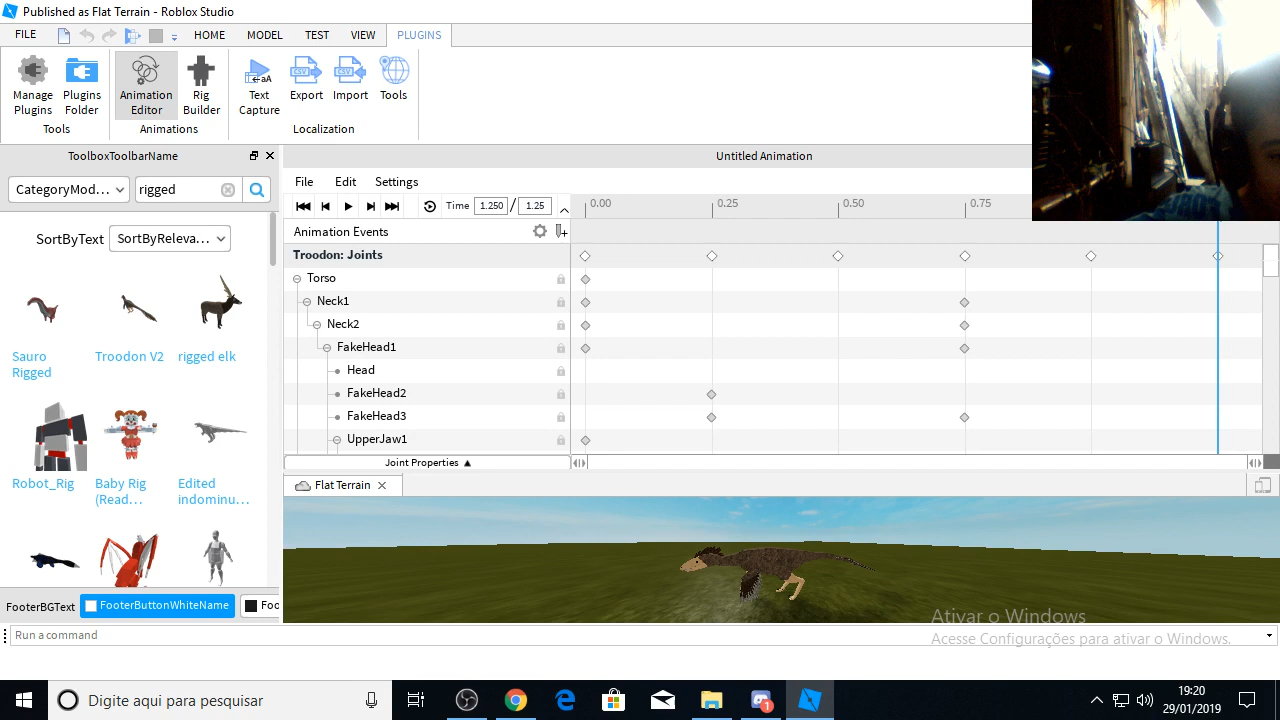 Published as Flat Terrain - Roblox Studio
FILE HOME MODEL TEST VIEW PLUGINS
Manage Plugins
Plugins Folder
Animation Editor
Rig Builder
Text Capture
Export
Import
Tools
Tools Animations Localization
ToolboxToolbarName
CategoryMod... rigged
SortByText SortByReleva...
Sauro Rigged
Troodon V2
rigged elk
Robot_Rig
Baby Rig (Read...
Edited indominu...
FooterBGText FooterButtonWhiteName Foo
Untitled Animation
File Edit Settings
Time 1.250 / 1.25
0.00 0.25 0.50 0.75
Animation Events
Troodon: Joints
Torso
Neck1
Neck2
FakeHead1
Head
FakeHead2
FakeHead3
UpperJaw1
Joint Properties ▲
Flat Terrain
Ativar o Windows
Acesse Configurações para ativar o Windows.
Run a command
Digite aqui para pesquisar
1
19:20
29/01/2019